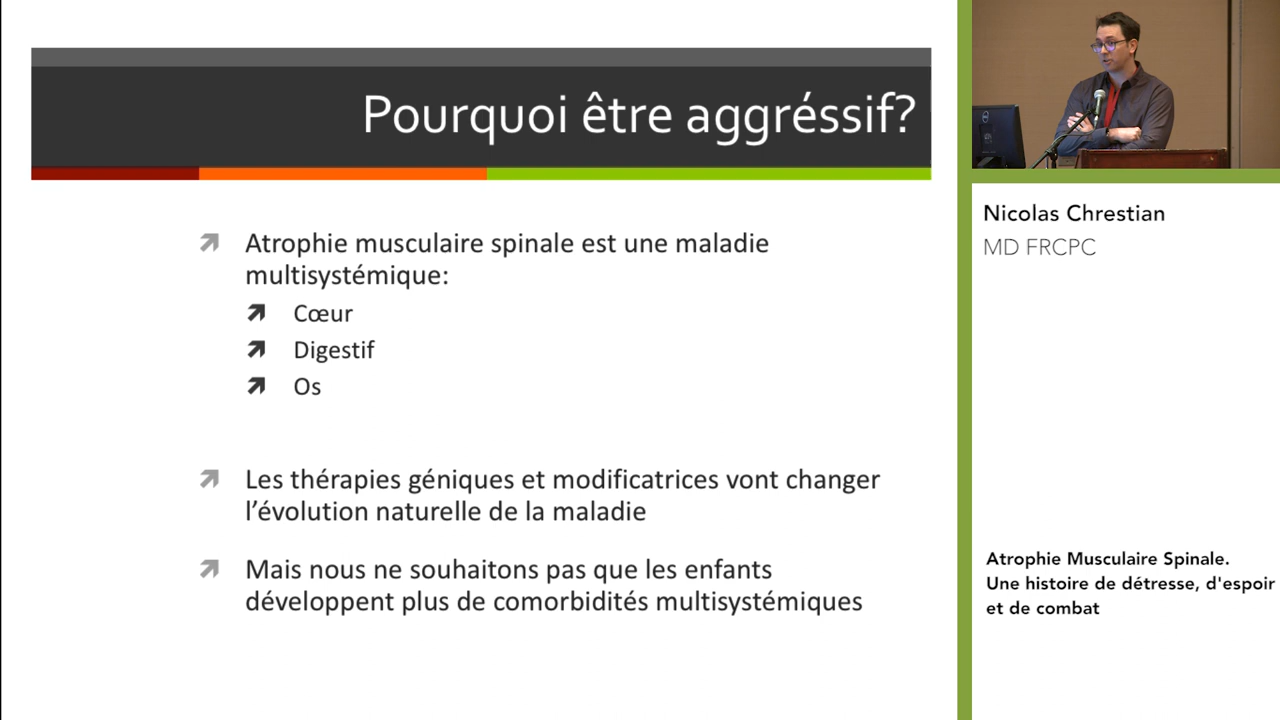 Pourquoi être aggréssif?
Atrophie musculaire spinale est une maladie
multisystémique:
Cœur
Digestif
Os
Les thérapies géniques et modificatrices vont changer
l’évolution naturelle de la maladie
Mais nous ne souhaitons pas que les enfants
développent plus de comorbidités multisystémiques
Nicolas Chrestian
MD FRCPC
Atrophie Musculaire Spinale.
Une histoire de détresse, d'espoir
et de combat